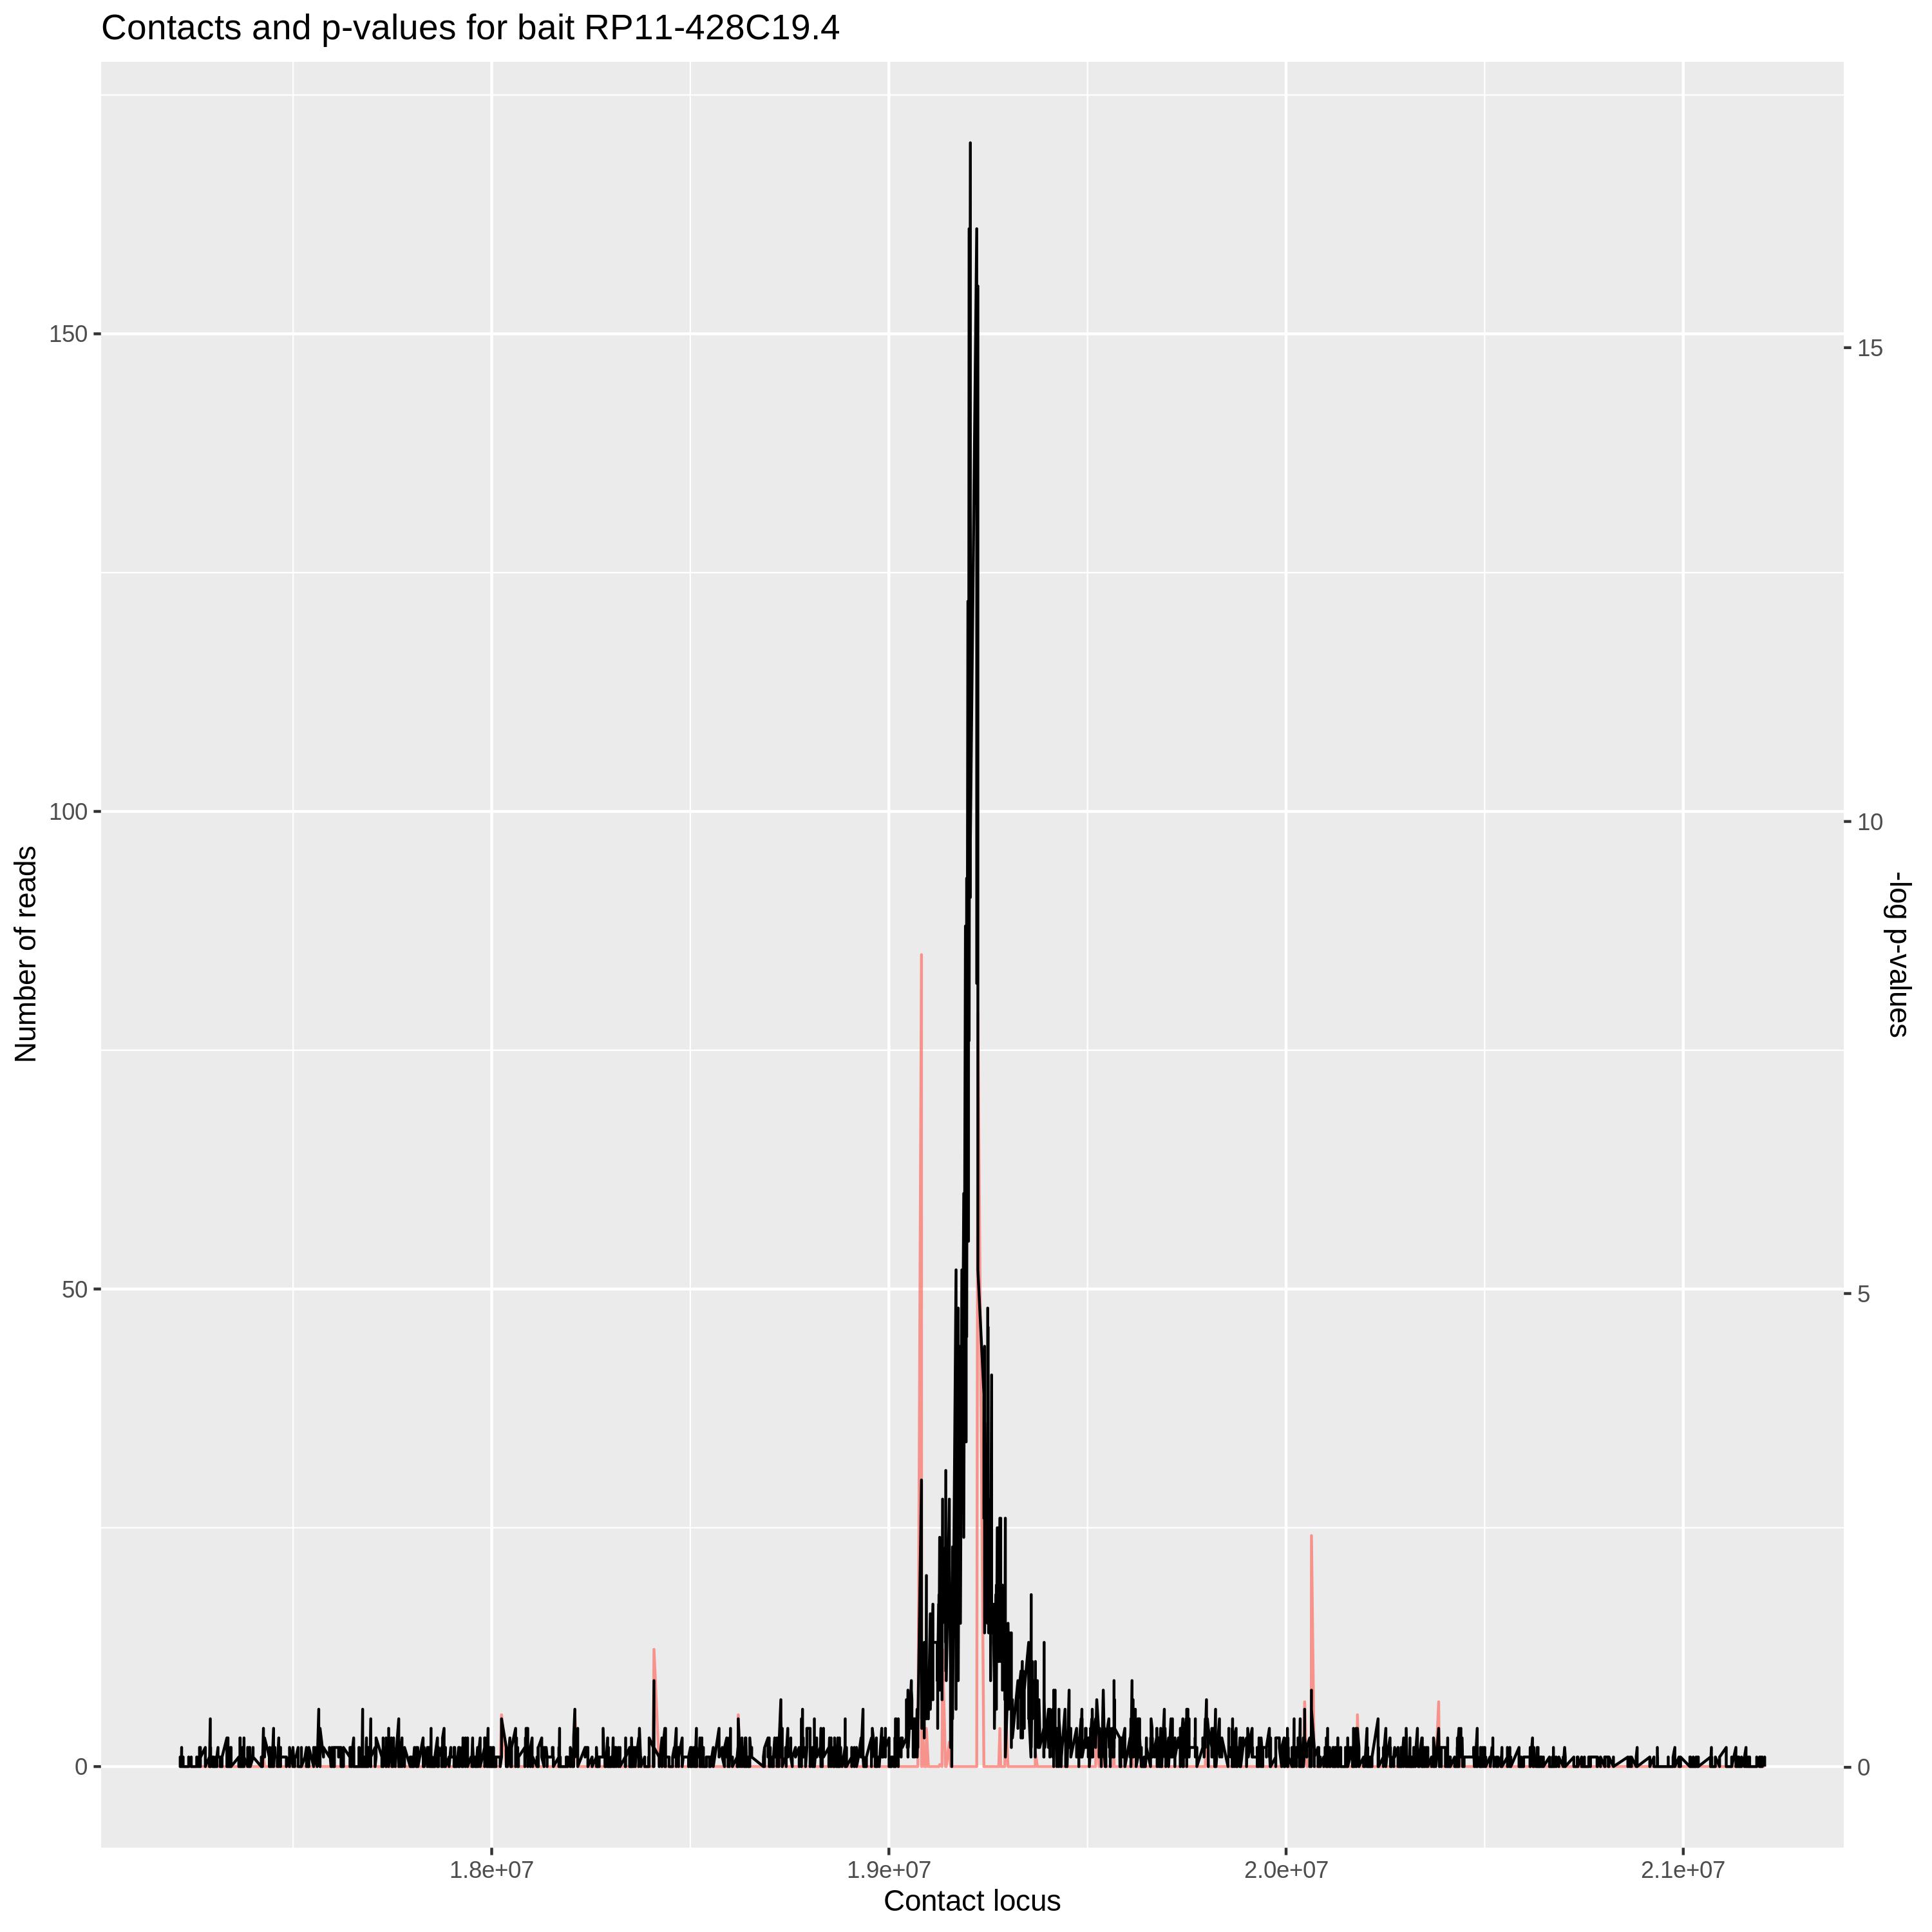 Contacts and p-values for bait RP11-428C19.4
150
100
50
0
15
10
5
0
Number of reads
-log p-values
1.8e+07
1.9e+07
2.0e+07
2.1e+07
Contact locus